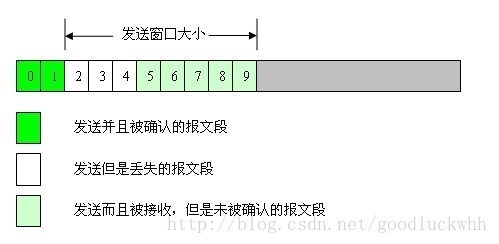 发送窗口大小
0 1 2 3 4 5 6 7 8 9
发送并且被确认的报文段
发送但是丢失的报文段
发送而且被接收，但是未被确认的报文段
http://blog.csdn.net/goodluckwhh